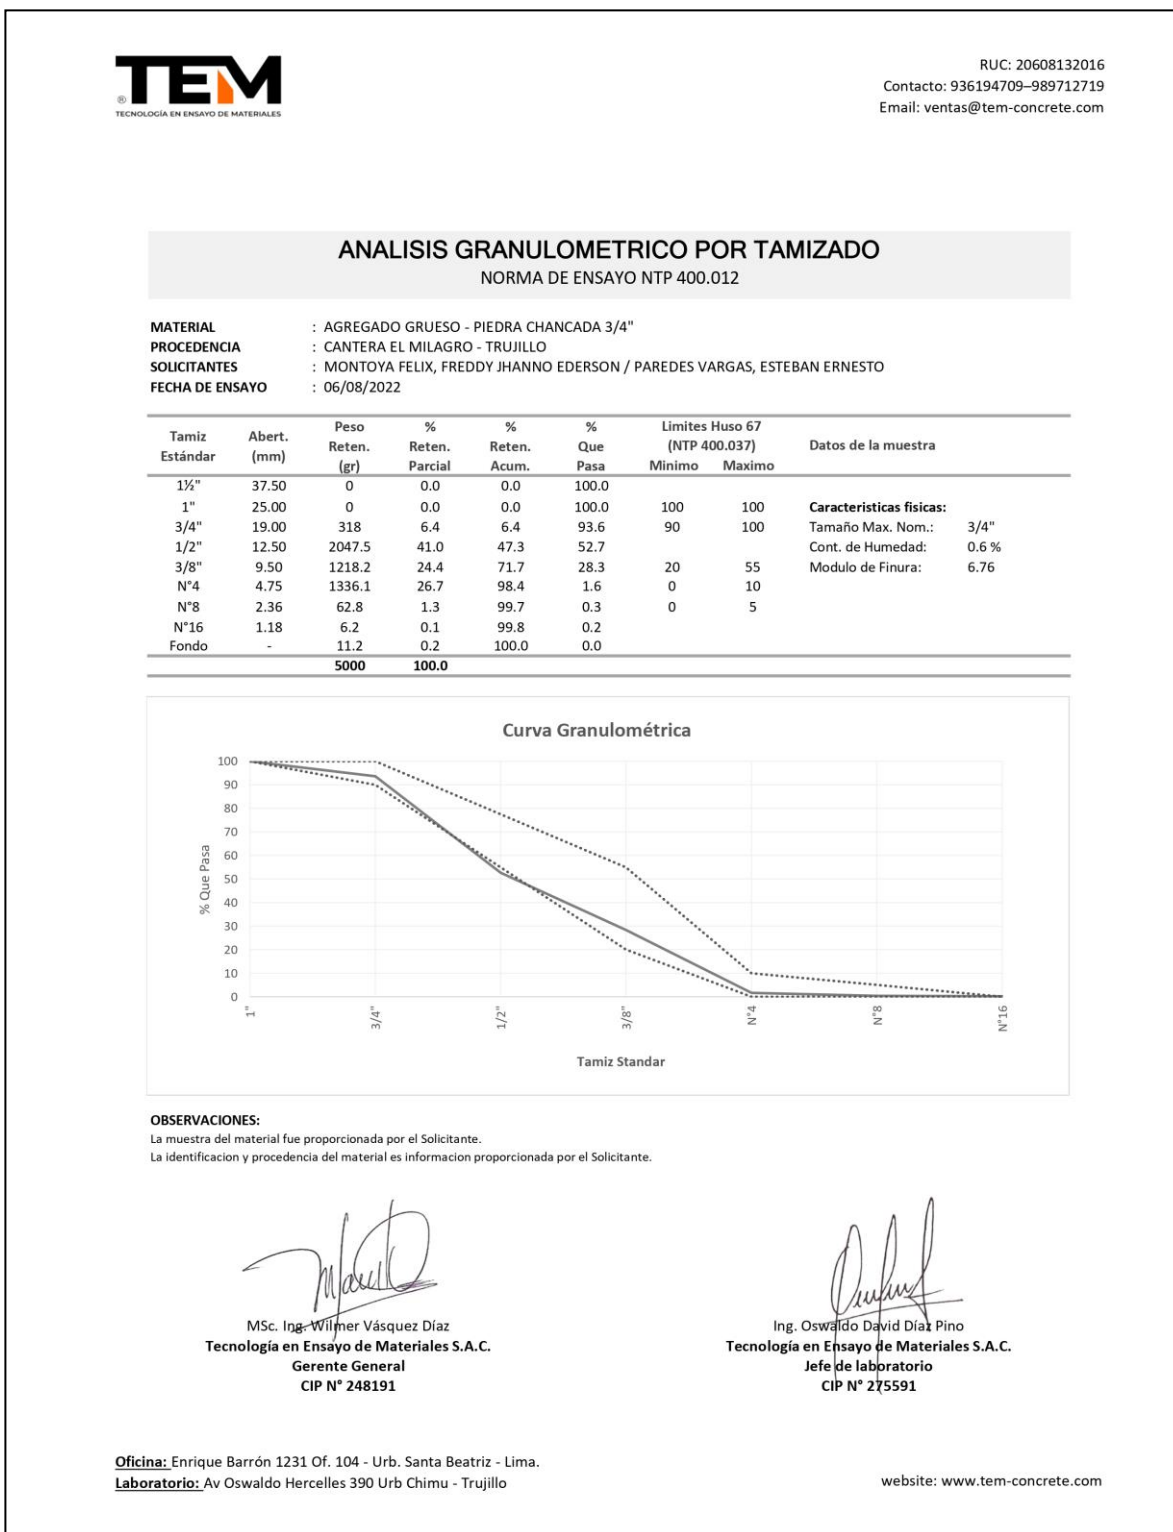 TEM
®
TECNOLOGÍA EN ENSAYO DE MATERIALES
RUC: 20608132016
Contacto: 936194709–989712719
Email: ventas@tem-concrete.com
ANALISIS GRANULOMETRICO POR TAMIZADO
NORMA DE ENSAYO NTP 400.012
MATERIAL : AGREGADO GRUESO - PIEDRA CHANCADA 3/4"
PROCEDENCIA : CANTERA EL MILAGRO - TRUJILLO
SOLICITANTES : MONTOYA FELIX, FREDDY JHANNO EDERSON / PAREDES VARGAS, ESTEBAN ERNESTO
FECHA DE ENSAYO : 06/08/2022
Tamiz Estándar Abert. (mm) Peso Reten. (gr) % Reten. Parcial % Reten. Acum. % Que Pasa Limites Huso 67 (NTP 400.037) Minimo Maximo Datos de la muestra
1½" 37.50 0 0.0 0.0 100.0
1" 25.00 0 0.0 0.0 100.0 100 100 Caracteristicas fisicas:
3/4" 19.00 318 6.4 6.4 93.6 90 100 Tamaño Max. Nom.: 3/4"
1/2" 12.50 2047.5 41.0 47.3 52.7 Cont. de Humedad: 0.6 %
3/8" 9.50 1218.2 24.4 71.7 28.3 20 55 Modulo de Finura: 6.76
N°4 4.75 1336.1 26.7 98.4 1.6 0 10
N°8 2.36 62.8 1.3 99.7 0.3 0 5
N°16 1.18 6.2 0.1 99.8 0.2
Fondo - 11.2 0.2 100.0 0.0
5000 100.0
Curva Granulométrica
100
90
80
70
60
50
40
30
20
10
0
% Que Pasa
1" 3/4" 1/2" 3/8" N°4 N°8 N°16
Tamiz Standar
OBSERVACIONES:
La muestra del material fue proporcionada por el Solicitante.
La identificacion y procedencia del material es informacion proporcionada por el Solicitante.
MSc. Ing. Wilmer Vásquez Díaz
Tecnología en Ensayo de Materiales S.A.C.
Gerente General
CIP N° 248191
Ing. Oswaldo David Díaz Pino
Tecnología en Ensayo de Materiales S.A.C.
Jefe de laboratorio
CIP N° 275591
Oficina: Enrique Barrón 1231 Of. 104 - Urb. Santa Beatriz - Lima.
Laboratorio: Av Oswaldo Hercelles 390 Urb Chimu - Trujillo
website: www.tem-concrete.com